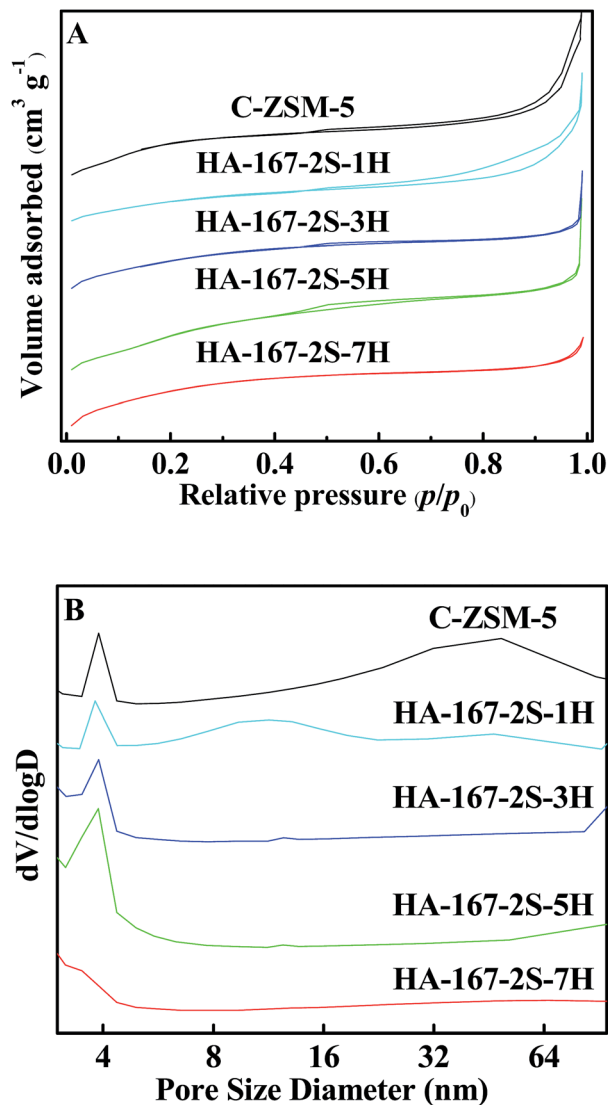 A
Volume adsorbed (cm³ g⁻¹)
C-ZSM-5
HA-167-2S-1H
HA-167-2S-3H
HA-167-2S-5H
HA-167-2S-7H
0.0 0.2 0.4 0.6 0.8 1.0
Relative pressure (p/p₀)
B
dV/dlogD
C-ZSM-5
HA-167-2S-1H
HA-167-2S-3H
HA-167-2S-5H
HA-167-2S-7H
4 8 16 32 64
Pore Size Diameter (nm)